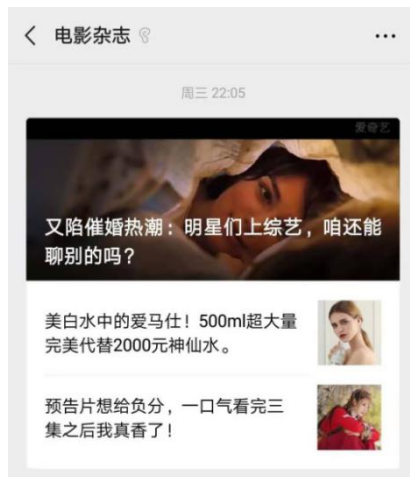 电影杂志
周三 22:05
爱奇艺
又陷催婚热潮：明星们上综艺，咱还能
聊别的吗？
美白水中的爱马仕！500ml超大量
完美代替2000元神仙水。
预告片想给负分，一口气看完三
集之后我真香了！